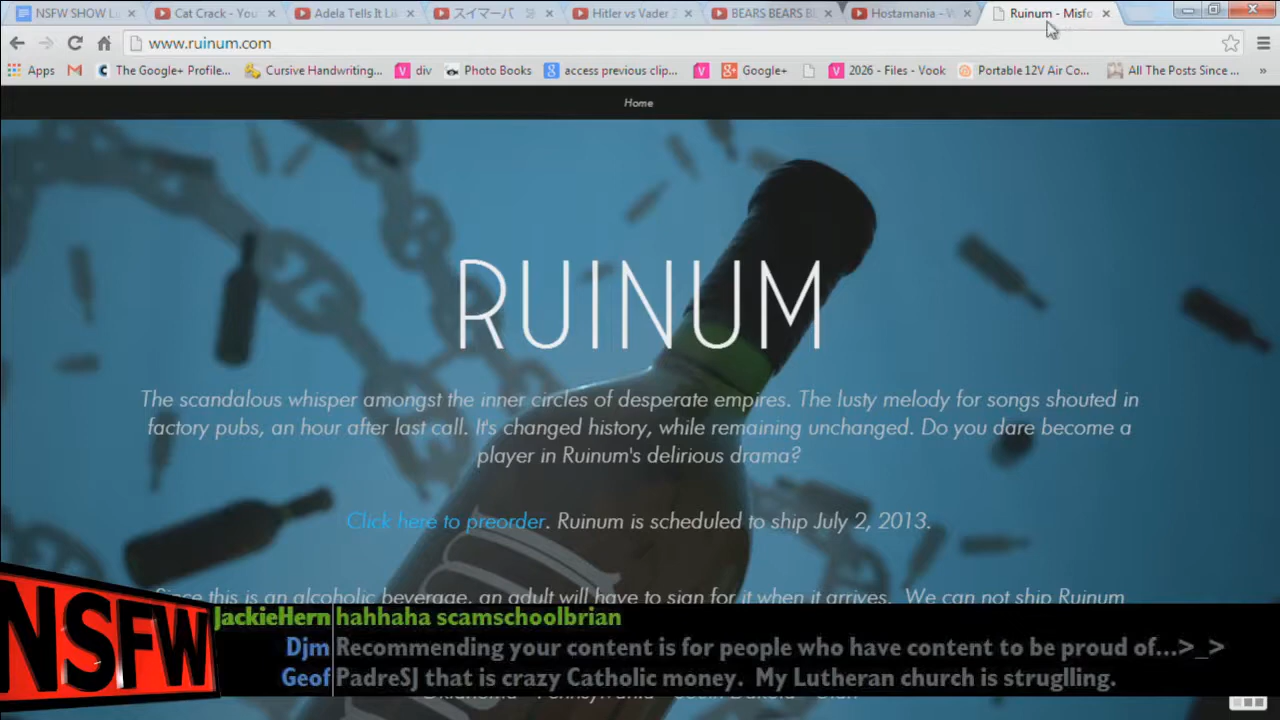 NSFW SHOW Lu
Cat Crack - You
Adela Tells It Lik
スイマーバ
Hitler vs Vader
BEARS BEARS B
Hostamania - W
Ruinum - Misfo
www.ruinum.com
Apps
The Google+ Profile...
Cursive Handwriting...
div
Photo Books
access previous clip...
Google+
2026 - Files - Vook
Portable 12V Air Co...
All The Posts Since ...
»
Home
RUINUM
The scandalous whisper amongst the inner circles of desperate empires. The lusty melody for songs shouted in
factory pubs, an hour after last call. It's changed history, while remaining unchanged. Do you dare become a
player in Ruinum's delirious drama?
Click here to preorder. Ruinum is scheduled to ship July 2, 2013.
Since this is an alcoholic beverage, an adult will have to sign for it when it arrives. We can not ship Ruinum
NSFW
JackieHern hahhaha scamschoolbrian
Djm Recommending your content is for people who have content to be proud of...>_>
Geof PadreSJ that is crazy Catholic money. My Lutheran church is struglling.